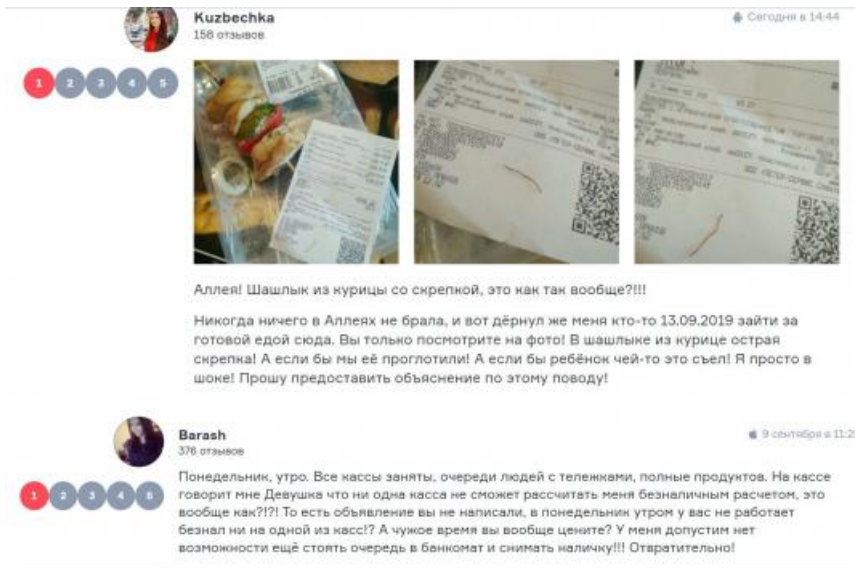 Kuzbechka
Сегодня в 14:44
158 отзывов
1 2 3 4 5
Аллея! Шашлык из курицы со скрепкой, это как так вообще?!!!
Никогда ничего в Аллеях не брала, и вот дёрнул же меня кто-то 13.09.2019 зайти за
готовой едой сюда. Вы только посмотрите на фото! В шашлыке из курице острая
скрепка! А если бы мы её проглотили! А если бы ребёнок чей-то это съел! Я просто в
шоке! Прошу предоставить объяснение по этому поводу!
Barash
9 сентября в 11:2
376 отзывов
1 2 3 4 5
Понедельник, утро. Все кассы заняты, очереди людей с тележками, полные продуктов. На кассе
говорит мне Девушка что ни одна касса не сможет рассчитать меня безналичным расчетом, это
вообще как?!?! То есть объявление вы не написали, в понедельник утром у вас не работает
безнал ни на одной из касс!? А чужое время вы вообще цените? У меня допустим нет
возможности ещё стоять очередь в банкомат и снимать наличку!!! Отвратительно!